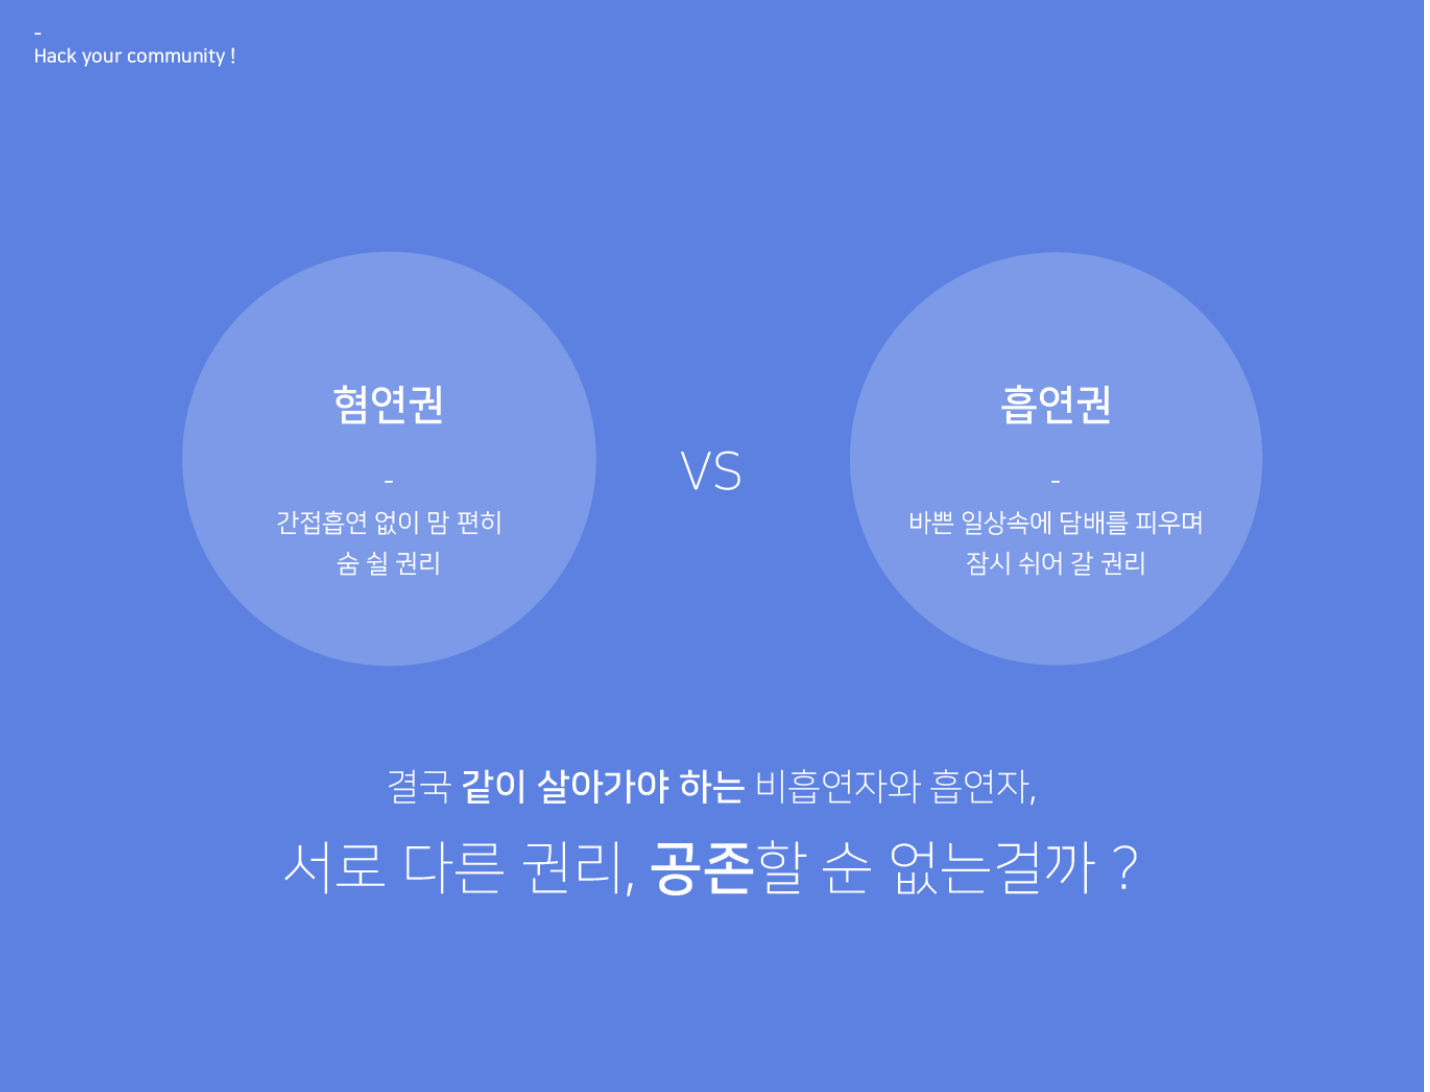 -
Hack your community !
혐연권
-
간접흡연 없이 맘 편히
숨 쉴 권리
VS
흡연권
-
바쁜 일상속에 담배를 피우며
잠시 쉬어 갈 권리
결국 같이 살아가야 하는 비흡연자와 흡연자,
서로 다른 권리, 공존할 순 없는걸까 ?